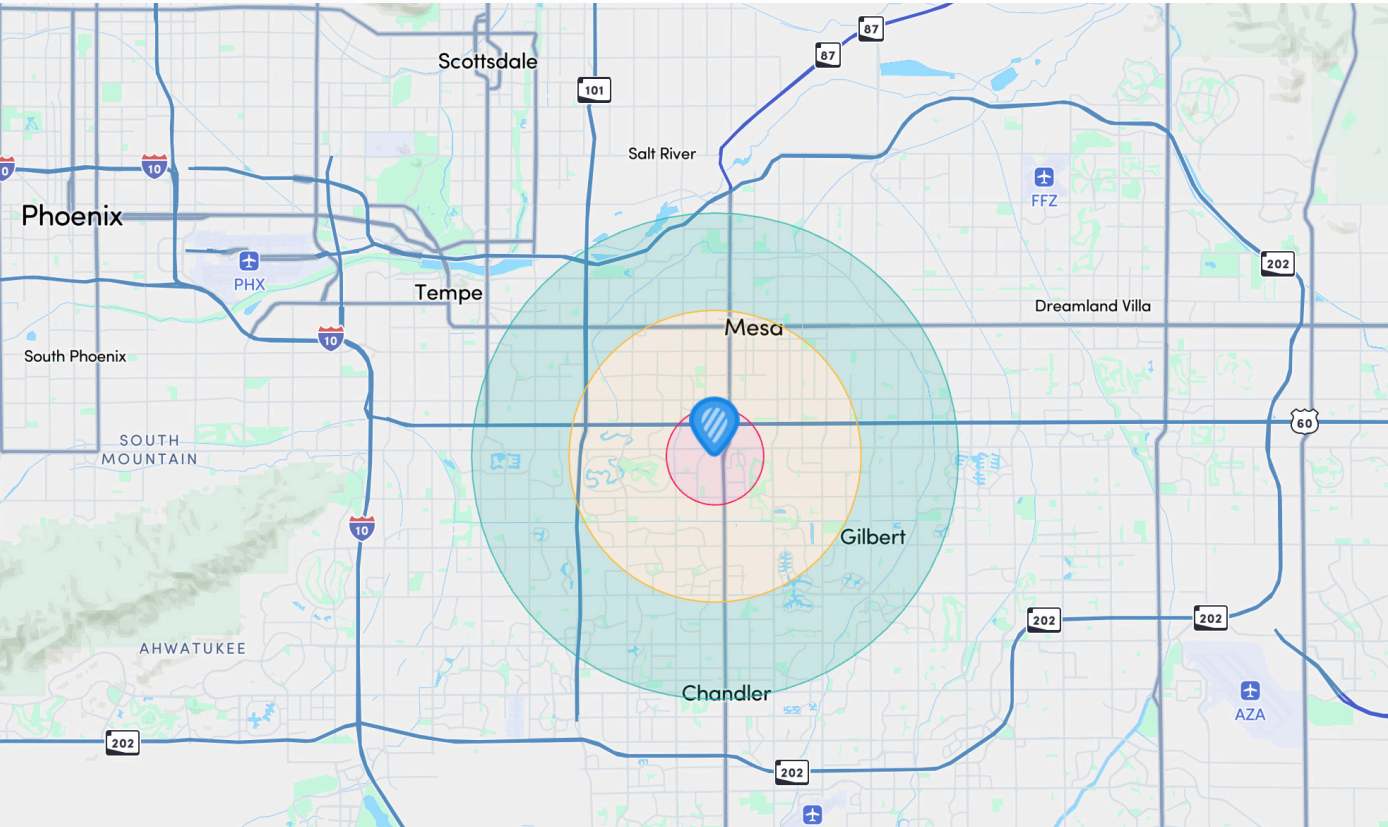 87
87
Scottsdale
101
Salt River
0
10
FFZ
Phoenix
202
PHX
Tempe
Dreamland Villa
Mesa
10
South Phoenix
60
SOUTH
MOUNTAIN
10
Gilbert
202
202
AHWATUKEE
Chandler
AZA
202
202